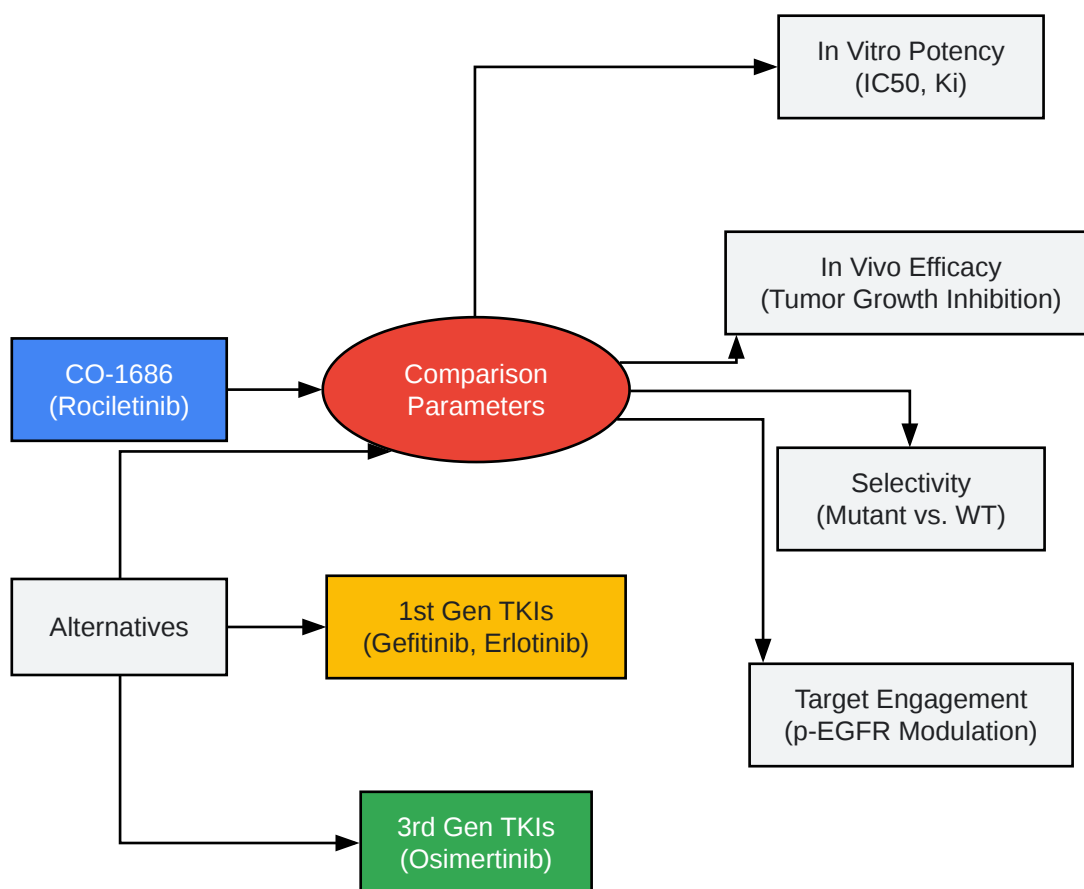 In Vitro Potency
(IC50, Ki)
In Vivo Efficacy
(Tumor Growth Inhibition)
CO-1686
(Rociletinib)
Comparison
Parameters
Selectivity
(Mutant vs. WT)
Alternatives
1st Gen TKIs
(Gefitinib, Erlotinib)
Target Engagement
(p-EGFR Modulation)
3rd Gen TKIs
(Osimertinib)